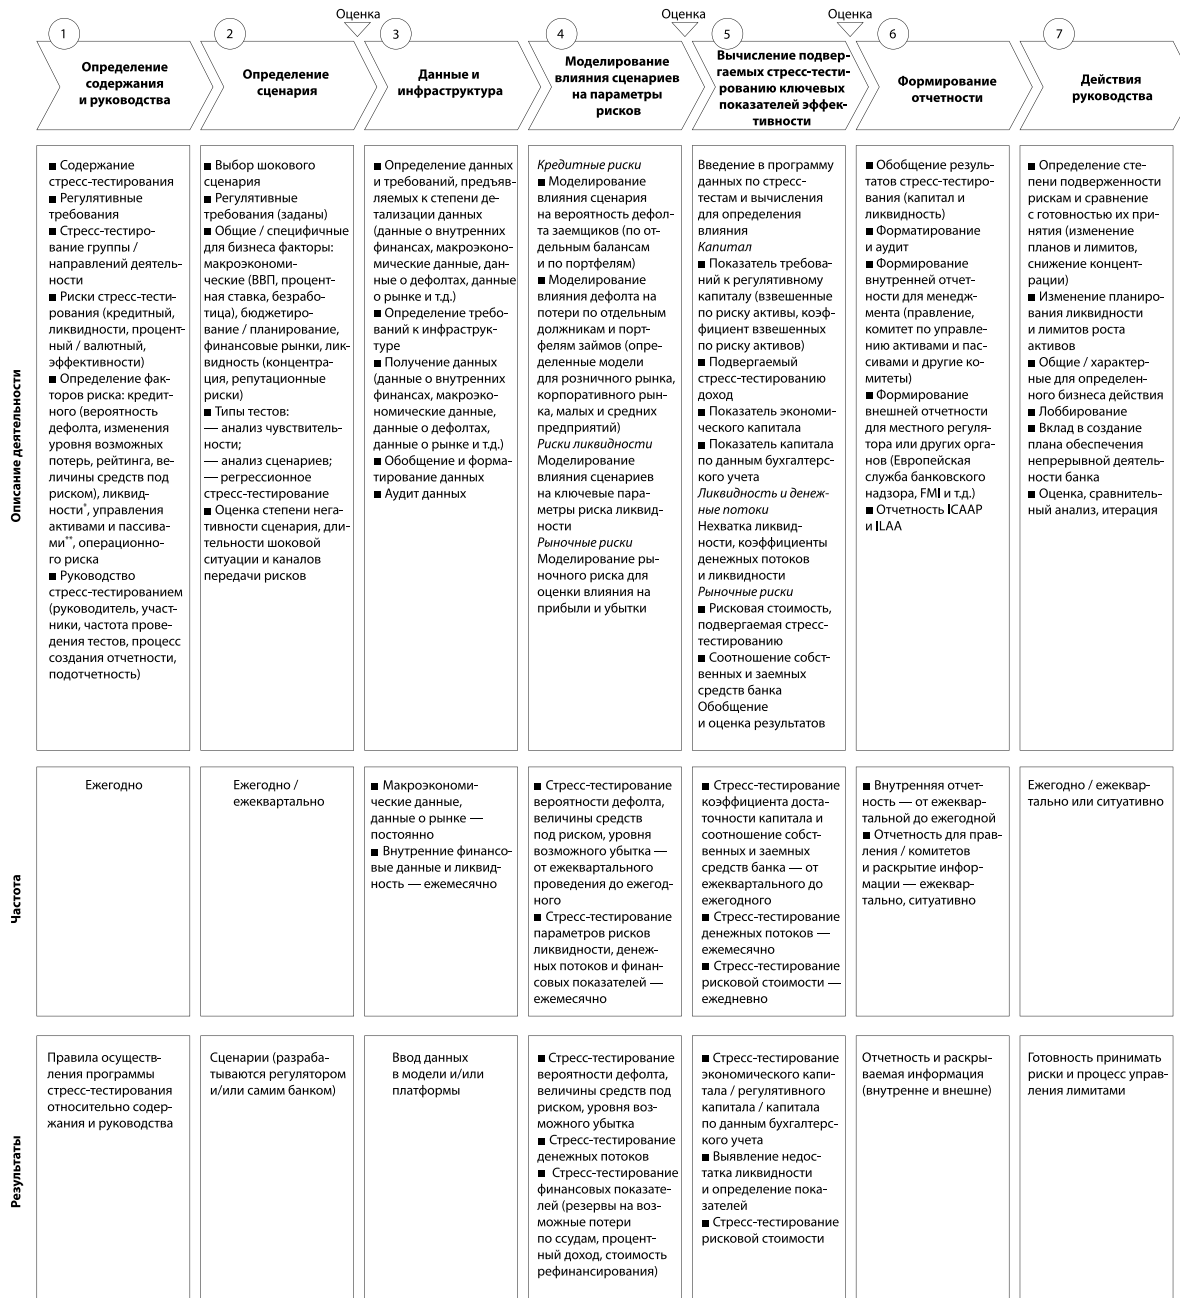 Оценка
Оценка
Оценка
1
2
3
4
5
6
7
Определение
содержания
и руководства
Определение
сценария
Данные и
инфраструктура
Моделирование
влияния сценариев
на параметры
рисков
Вычисление подвер-
гаемых стресс-тести-
рованию ключевых
показателей эффек-
тивности
Формирование
отчетности
Действия
руководства
Описание деятельности
■ Содержание
стресс-тестирования
■ Регулятивные
требования
■ Стресс-тестиро-
вание группы /
направлений деятель-
ности
■ Риски стресс-тести-
рования (кредитный,
ликвидности, процент-
ный / валютный,
эффективности)
■ Определение фак-
торов риска: кредит-
ного (вероятность
дефолта, изменения
уровня возможных
потерь, рейтинга, ве-
личины средств под
риском), ликвид-
ности*, управления
активами и пассива-
ми**, операционно-
го риска
■ Руководство
стресс-тестированием
(руководитель, участ-
ники, частота прове-
дения тестов, процесс
создания отчетности,
подотчетность)
■ Выбор шокового
сценария
■ Регулятивные
требования (заданы)
■ Общие / специфичные
для бизнеса факторы:
макроэкономи-
ческие (ВВП, процент-
ная ставка, безрабо-
тица), бюджетиро-
вание / планирование,
финансовые рынки, лик-
видность (концентра-
ция, репутационные
риски)
■ Типы тестов:
— анализ чувствитель-
ности;
— анализ сценариев;
— регрессионное
стресс-тестирование
■ Оценка степени нега-
тивности сценария, дли-
тельности шоковой
ситуации и каналов
передачи рисков
■ Определение данных
и требований, предъяв-
ляемых к степени де-
тализации данных
(данные о внутренних
финансах, макроэконо-
мические данные, дан-
ные о дефолтах, данные
о рынке и т.д.)
■ Определение требо-
ваний к инфраструк-
туре
■ Получение данных
(данные о внутренних
финансах, макроэко-
номические данные,
данные о дефолтах,
данные о рынке и т.д.)
■ Обобщение и форма-
тирование данных
■ Аудит данных
Кредитные риски
■ Моделирование
влияния сценария
на вероятность дефол-
та заемщиков (по от-
дельным балансам
и по портфелям)
■ Моделирование
влияния дефолта на
потери по отдельным
должникам и порт-
фелям займов (опре-
деленные модели
для розничного рынка,
корпоративного рын-
ка, малых и средних
предприятий)
Риски ликвидности
Моделирование
влияния сценариев
на ключевые пара-
метры риска ликвид-
ности
Рыночные риски
Моделирование ры-
ночного риска для
оценки влияния на
прибыли и убытки
Введение в программу
данных по стресс-
тестам и вычисления
для определения
влияния
Капитал
■ Показатель требова-
ний к регулятивному
капиталу (взвешенные
по риску активы, коэф-
фициент взвешенных
по риску активов)
■ Подвергаемый
стресс-тестированию
доход
■ Показатель экономи-
ческого капитала
■ Показатель капитала
по данным бухгалтерс-
кого учета
Ликвидность и денеж-
ные потоки
Нехватка ликвид-
ности, коэффициенты
денежных потоков
и ликвидности
Рыночные риски
■ Рисковая стоимость,
подвергаемая стресс-
тестированию
■ Соотношение собст-
венных и заемных
средств банка
Обобщение
и оценка результатов
■ Обобщение резуль-
татов стресс-тестиро-
вания (капитал и
ликвидность)
■ Форматирование
и аудит
■ Формирование
внутренней отчет-
ности для менедж-
мента (правление,
комитет по управле-
нию активами и пас-
сивами и другие ко-
митеты)
■ Формирование
внешней отчетности
для местного регуля-
тора или других орга-
нов (Европейская
служба банковского
надзора, FMI и т.д.)
■ Отчетность ICAAP
и ILAA
■ Определение сте-
пени подверженности
рискам и сравнение
с готовностью их при-
нятия (изменение
планов и лимитов,
снижение концент-
рации)
■ Изменение планиро-
вания ликвидности
и лимитов роста
активов
■ Общие / характер-
ные для определен-
ного бизнеса действия
■ Лоббирование
■ Вклад в создание
плана обеспечения
непрерывной деятель-
ности банка
■ Оценка, сравнитель-
ный анализ, итерация
Частота
Ежегодно
Ежегодно /
ежеквартально
■ Макроэкономи-
ческие данные,
данные о рынке —
постоянно
■ Внутренние финансо-
вые данные и ликвид-
ность — ежемесячно
■ Стресс-тестирование
вероятности дефолта,
величины средств
под риском, уровня
возможного убытка —
от ежеквартального
проведения до ежегод-
ного
■ Стресс-тестирование
параметров рисков
ликвидности, денеж-
ных потоков и финан-
совых показателей —
ежемесячно
■ Стресс-тестирование
коэффициента доста-
точности капитала и
соотношение собст-
венных и заемных
средств банка — от
ежеквартального до
ежегодного
■ Стресс-тестирование
денежных потоков —
ежемесячно
■ Стресс-тестирование
рисковой стоимости —
ежедневно
■ Внутренняя отчет-
ность — от ежеквар-
тальной до ежегодной
■ Отчетность для прав-
ления / комитетов
и раскрытие инфор-
мации — ежеквар-
тально, ситуативно
Ежегодно / ежеквар-
тально или ситуативно
Результаты
Правила осуществ-
ления программы
стресс-тестирования
относительно содер-
жания и руководства
Сценарии (разраба-
тываются регулятором
и/или самим банком)
Ввод данных
в модели и/или
платформы
■ Стресс-тестирование
вероятности дефолта,
величины средств под
риском, уровня воз-
можного убытка
■ Стресс-тестирование
денежных потоков
■ Стресс-тестирование
финансовых показате-
лей (резервы на воз-
можные потери
по ссудам, процент-
ный доход, стоимость
рефинансирования)
■ Стресс-тестирование
экономического капи-
тала / регулятивного
капитала / капитала
по данным бухгалтерс-
кого учета
■ Выявление недос-
татка ликвидности
и определение пока-
зателей
■ Стресс-тестирование
рисковой стоимости
Отчетность и раскры-
ваемая информация
(внутренне и внешне)
Готовность принимать
риски и процесс управ-
ления лимитами